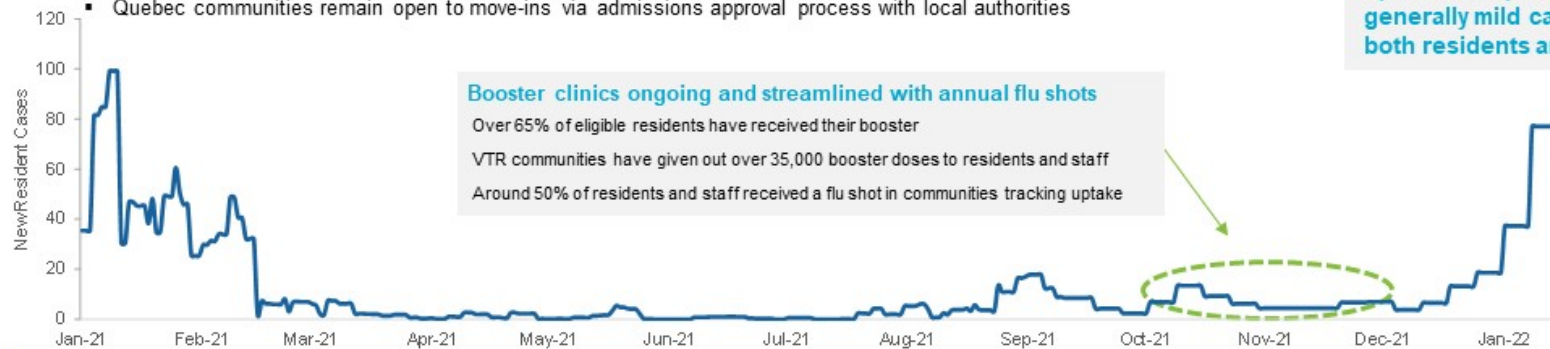 ▪ Quebec communities remain open to move-ins via admissions approval process with local authorities
generally mild
both residents
Booster clinics ongoing and streamlined with annual flu shots
Over 65% of eligible residents have received their booster
VTR communities have given out over 35,000 booster doses to residents and staff
Around 50% of residents and staff received a flu shot in communities tracking uptake
NewResident Cases
120
100
80
60
40
20
0
Jan-21 Feb-21 Mar-21 Apr-21 May-21 Jun-21 Jul-21 Aug-21 Sep-21 Oct-21 Nov-21 Dec-21 Jan-22